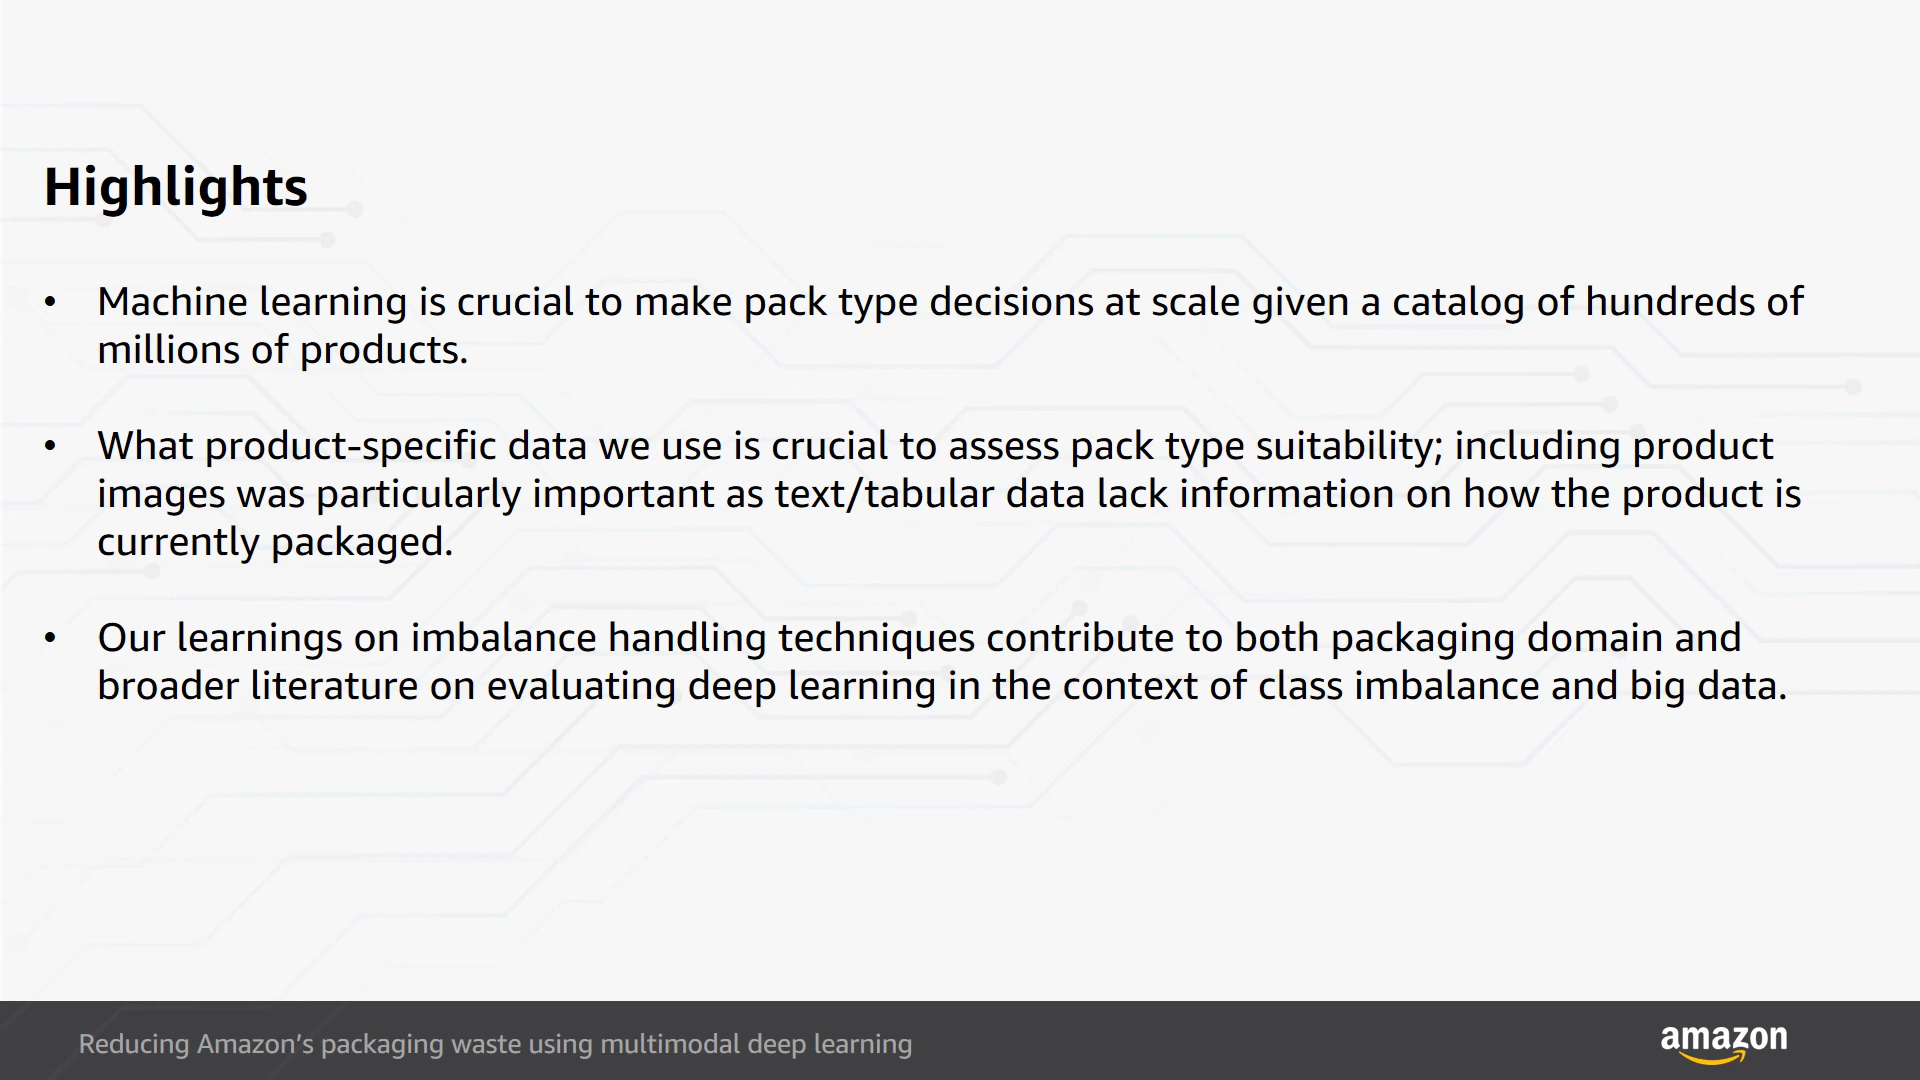 Highlights
• Machine learning is crucial to make pack type decisions at scale given a catalog of hundreds of
millions of products.
• What product-specific data we use is crucial to assess pack type suitability; including product
images was particularly important as text/tabular data lack information on how the product is
currently packaged.
• Our learnings on imbalance handling techniques contribute to both packaging domain and
broader literature on evaluating deep learning in the context of class imbalance and big data.
Reducing Amazon’s packaging waste using multimodal deep learning
amazon